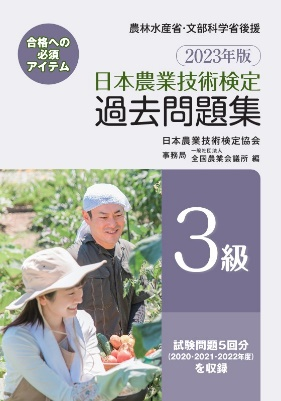 農林水産省・文部科学省後援
合格への
必須
アイテム
2023年版
日本農業技術検定
過去問題集
日本農業技術検定協会
事務局 一般社団法人 全国農業会議所 編
3級
試験問題5回分
(2020・2021・2022年度)
を収録